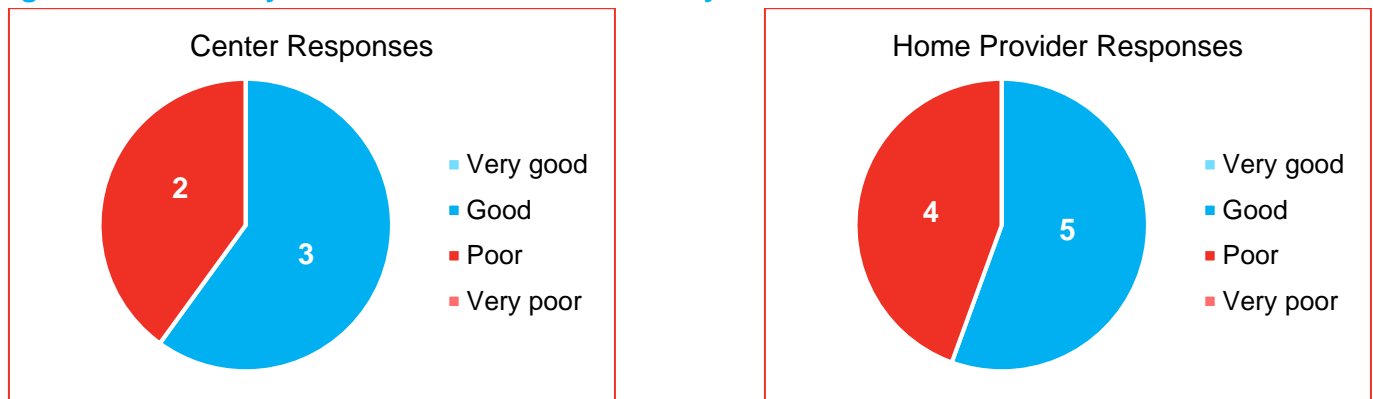 Center Responses
2
3
Very good
Good
Poor
Very poor
Home Provider Responses
4
5
Very good
Good
Poor
Very poor